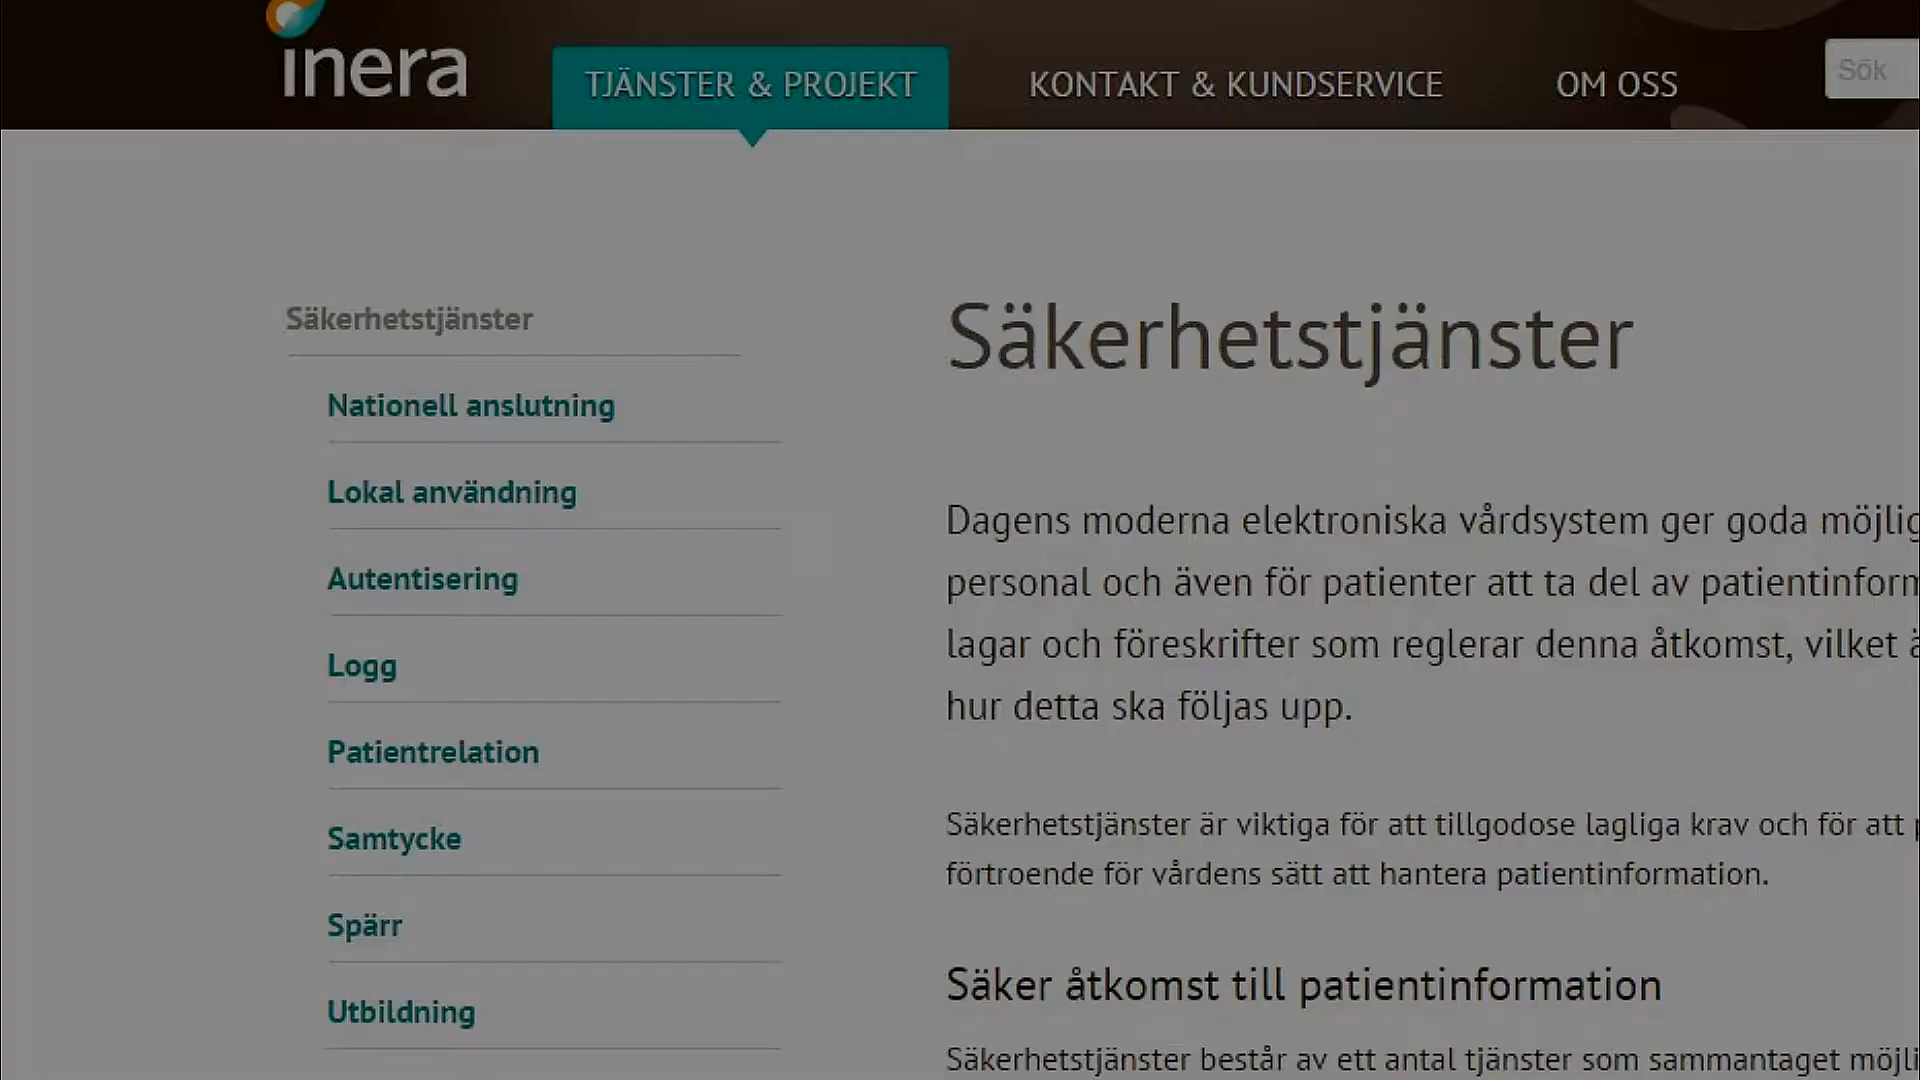 inera
TJÄNSTER & PROJEKT
KONTAKT & KUNDSERVICE
OM OSS
Sök
Säkerhetstjänster
Nationell anslutning
Lokal användning
Autentisering
Logg
Patientrelation
Samtycke
Spärr
Utbildning
Säkerhetstjänster
Dagens moderna elektroniska vårdsystem ger goda
personal och även för patienter att ta del av
lagar och föreskrifter som reglerar denna åtkomst, vilket
hur detta ska följas upp.
Säkerhetstjänster är viktiga för att tillgodose lagliga krav och för att
förtroende för vårdens sätt att hantera patientinformation.
Säker åtkomst till patientinformation
Säkerhetstjänster består av ett antal tjänster som sammantaget